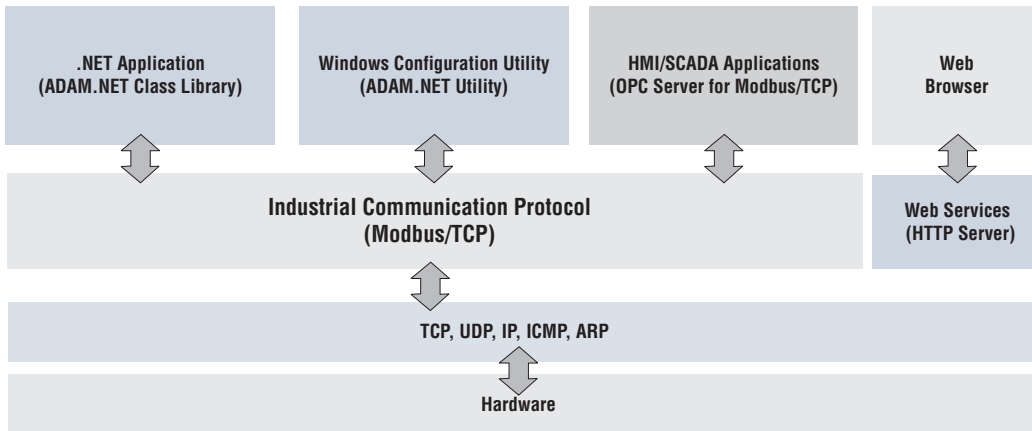 .NET Application
(ADAM.NET Class Library)
Windows Configuration Utility
(ADAM.NET Utility)
HMI/SCADA Applications
(OPC Server for Modbus/TCP)
Web
Browser
Industrial Communication Protocol
(Modbus/TCP)
Web Services
(HTTP Server)
TCP, UDP, IP, ICMP, ARP
Hardware